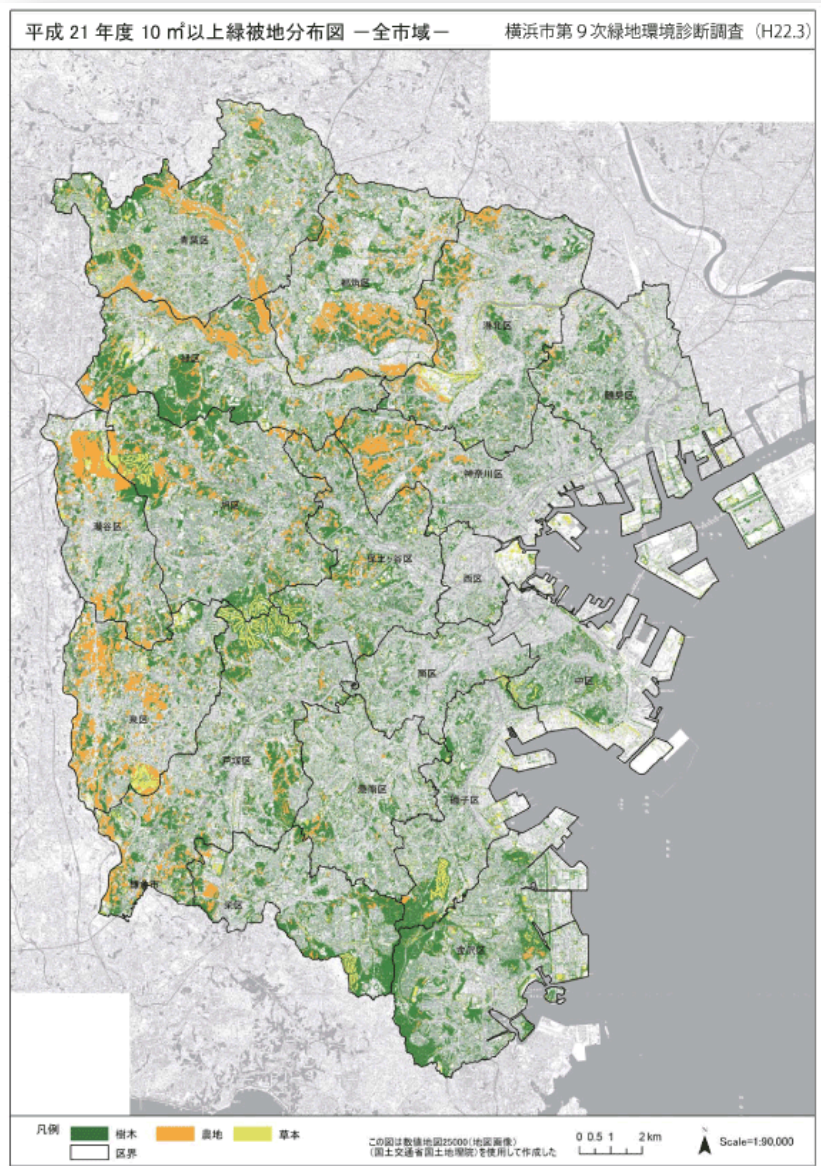 平成 21 年度 10 ㎡以上緑被地分布図 －全市域－
横浜市第９次緑地環境診断調査（H22.3）
青葉区
都筑区
港北区
緑区
鶴見区
神奈川区
瀬谷区
旭区
保土ヶ谷区
西区
南区
中区
泉区
戸塚区
港南区
磯子区
栄区
金沢区
凡例
樹木
農地
草本
区界
この図は数値地図25000（地図画像）
（国土交通省国土地理院）を使用して作成した
0 0.5 1 2 km
N
Scale=1:90,000